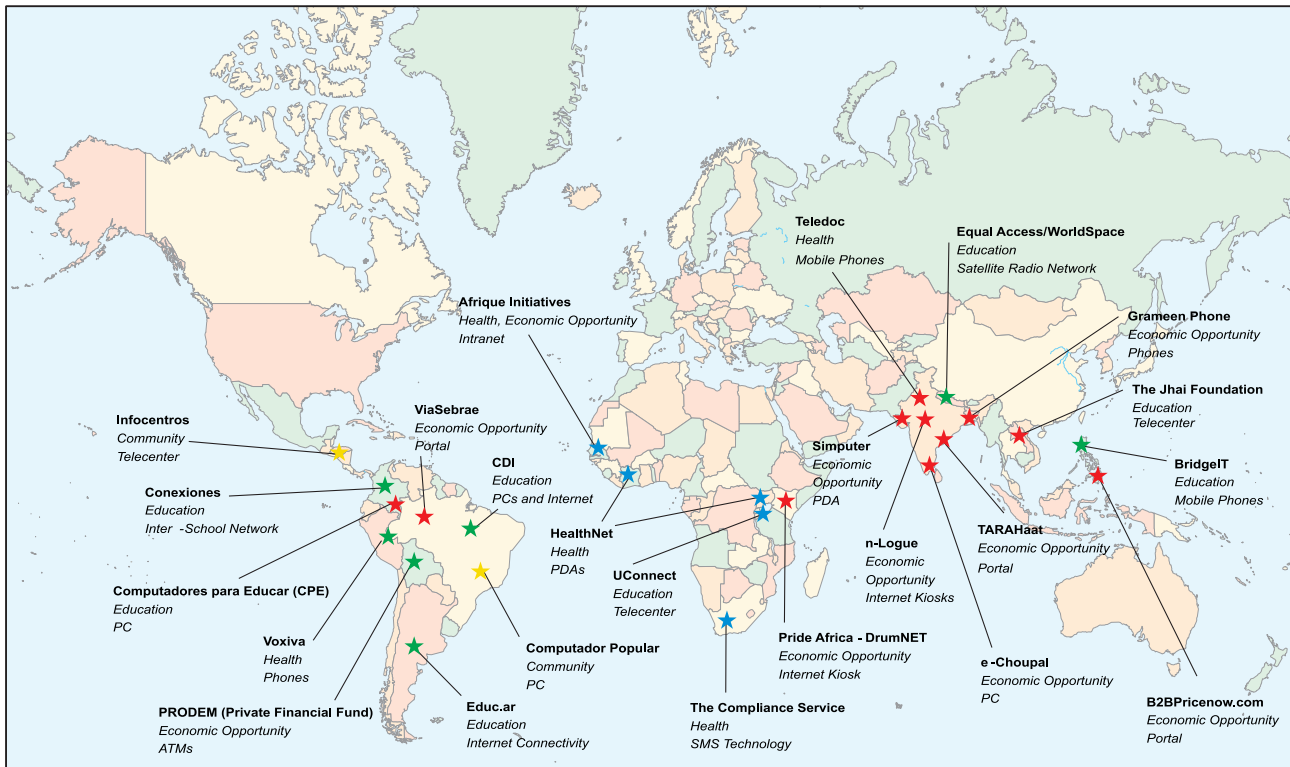 Teledoc
Health
Mobile Phones
Equal Access/WorldSpace
Education
Satellite Radio Network
Afrique Initiatives
Health, Economic Opportunity
Intranet
Grameen Phone
Economic Opportunity
Phones
The Jhai Foundation
Education
Telecenter
Infocentros
Community
Telecenter
ViaSebrae
Economic Opportunity
Portal
CDI
Education
PCs and Internet
Simputer
Economic
Opportunity
PDA
BridgeIT
Education
Mobile Phones
Conexiones
Education
Inter -School Network
HealthNet
Health
PDAs
UConnect
Education
Telecenter
n-Logue
Economic
Opportunity
Internet Kiosks
TARAHaat
Economic Opportunity
Portal
Computadores para Educar (CPE)
Education
PC
Voxiva
Health
Phones
Computador Popular
Community
PC
Pride Africa - DrumNET
Economic Opportunity
Internet Kiosk
e -Choupal
Economic Opportunity
PC
PRODEM (Private Financial Fund)
Economic Opportunity
ATMs
Educ.ar
Education
Internet Connectivity
The Compliance Service
Health
SMS Technology
B2BPricenow.com
Economic Opportunity
Portal